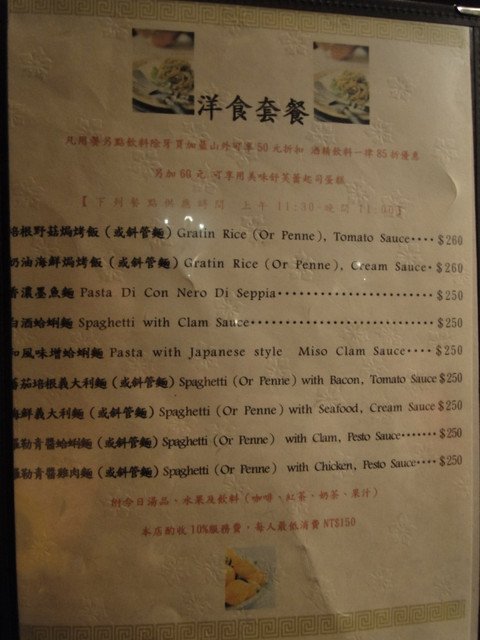 洋食套餐
凡用餐另點飲料除牙買加藍山外可享50元折扣 酒精飲料一律85折優惠
另加60元 可享用美味舒芙蕾起司蛋糕
【下列餐點供應時間 上午11:30-晚間21:00】
培根野菇焗烤飯(或斜管麵) Gratin Rice (Or Penne), Tomato Sauce···· $260
奶油海鮮焗烤飯(或斜管麵) Gratin Rice (Or Penne), Cream Sauce· $260
香濃墨魚麵 Pasta Di Con Nero Di Seppia························ $250
白酒蛤蜊麵 Spaghetti with Clam Sauce···························· $250
和風味增蛤蜊麵 Pasta with Japanese style Miso Clam Sauce···· $250
番茄培根義大利麵(或斜管麵) Spaghetti (Or Penne) with Bacon, Tomato Sauce $250
海鮮義大利麵(或斜管麵) Spaghetti (Or Penne) with Seafood, Cream Sauce $250
羅勒青醬蛤蜊麵(或斜管麵) Spaghetti (Or Penne) with Clam, Pesto Sauce······· $250
羅勒青醬雞肉麵(或斜管麵) Spaghetti (Or Penne) with Chicken, Pesto Sauce···· $250
附今日湯品、水果及飲料(咖啡、紅茶、奶茶、果汁)
本店酌收10%服務費,每人最低消費NT$150